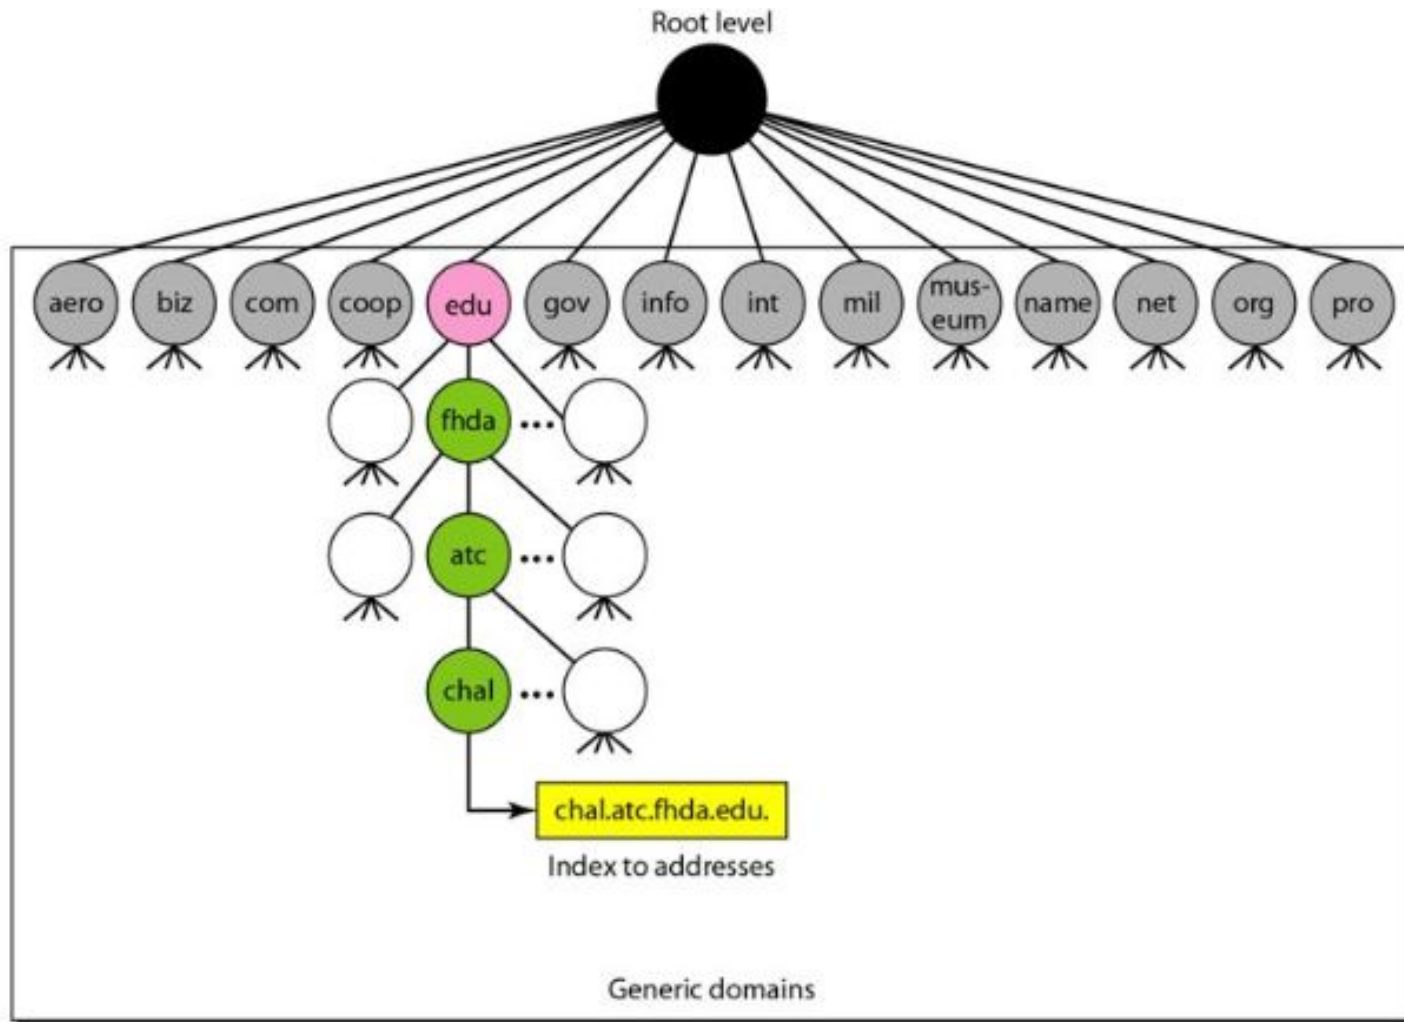 Root level
aero biz com coop edu gov info int mil mus-
eum name net org pro
fhda ...
atc ...
chal ...
chal.atc.fhda.edu.
Index to addresses
Generic domains